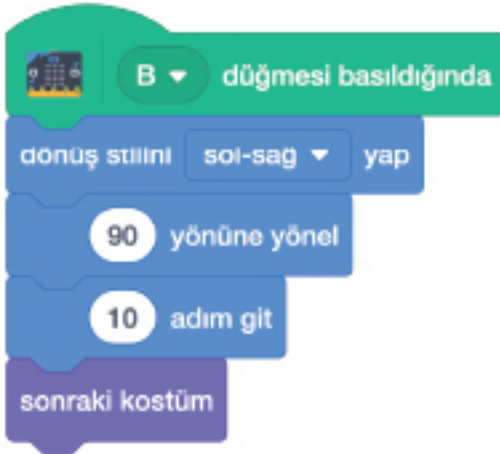 B düğmesi basıldığında
dönüş stilini sol-sağ yap
90 yönüne yönel
10 adım git
sonraki kostüm